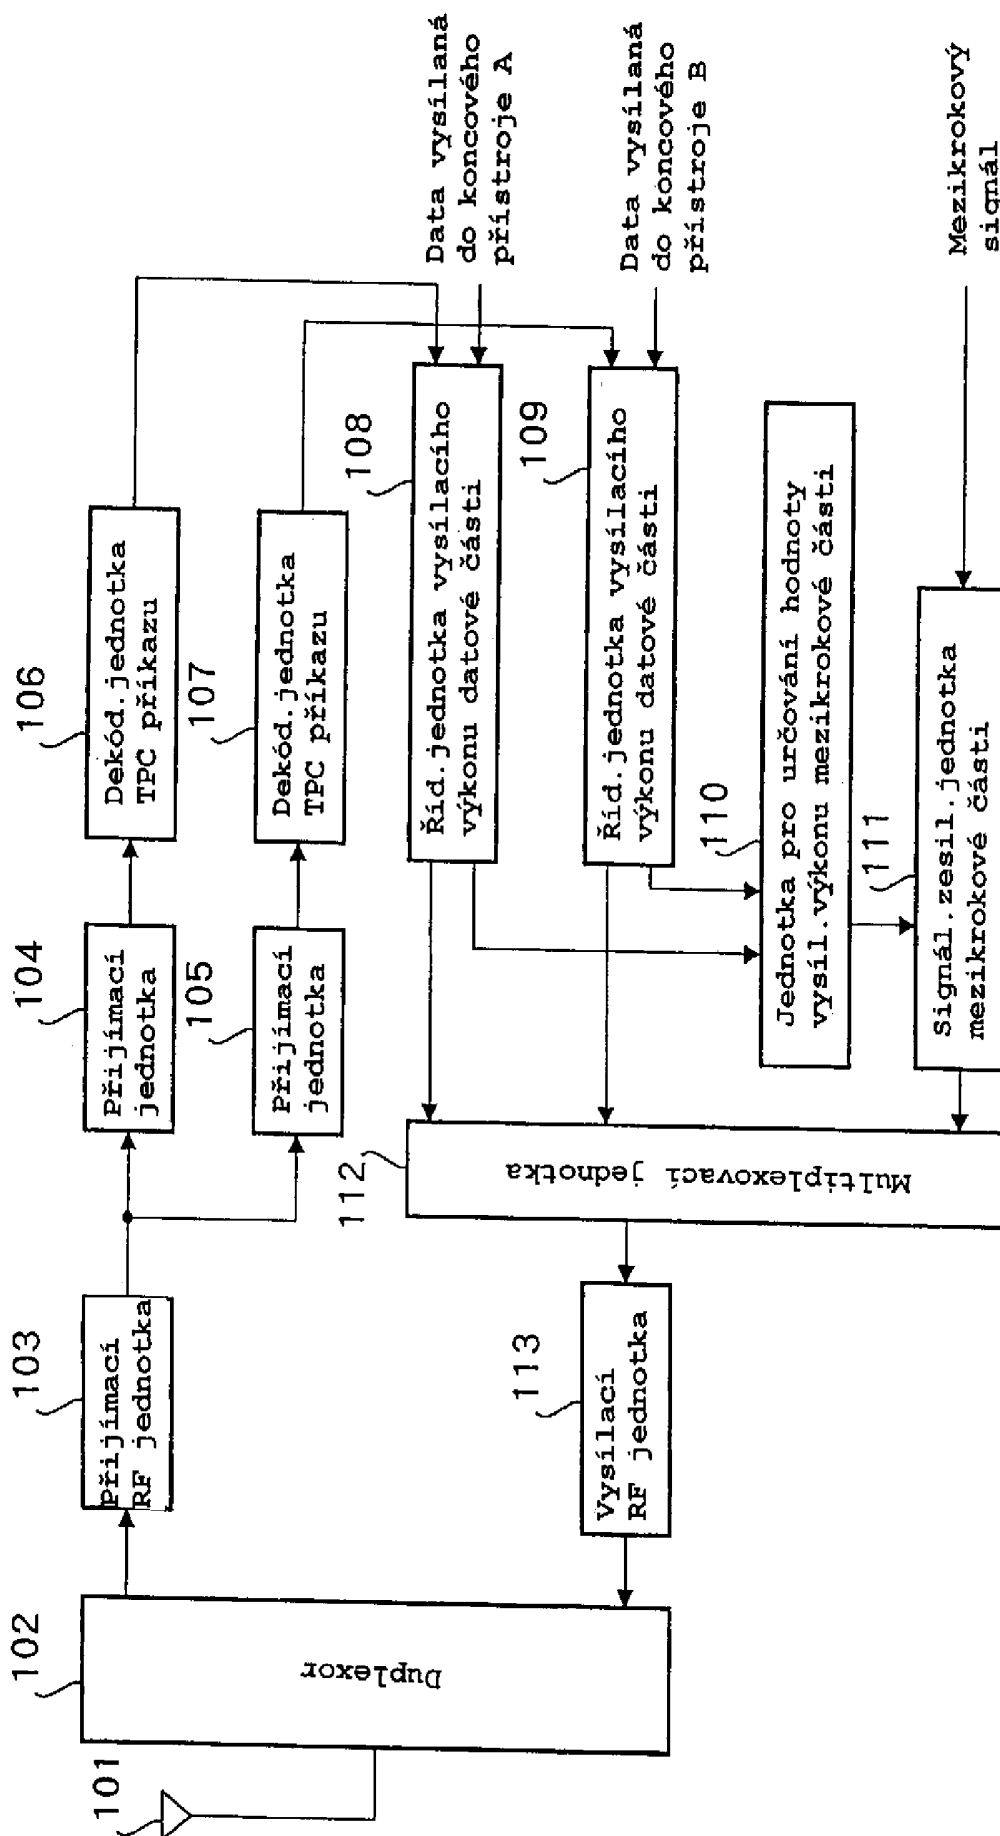 101
102
Duplexor
103
Přijímací
RF jednotka
104
Přijímací
jednotka
105
Přijímací
jednotka
106
Dekód.jednotka
TPC příkazu
107
Dekód.jednotka
TPC příkazu
108
Říd.jednotka vysílacího
výkonu datové části
Data vysílaná
do koncového
přístroje A
109
Říd.jednotka vysílacího
výkonu datové části
Data vysílaná
do koncového
přístroje B
110
Jednotka pro určování hodnoty
vysíl.výkonu mezikrokové části
111
Signál.zesil.jednotka
mezikrokové části
Mezikrokový
signál
112
Multiplexovací jednotka
113
Vysílací
RF jednotka